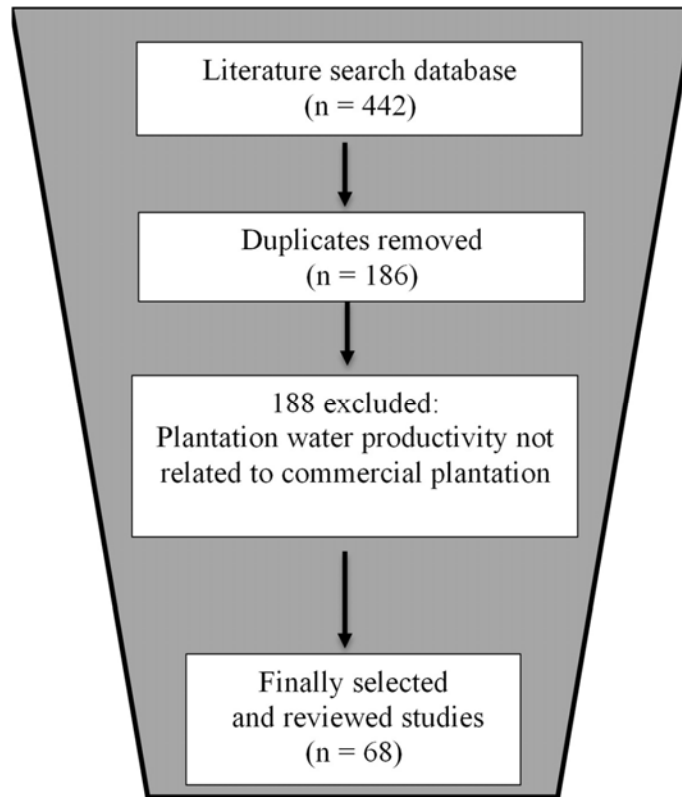 Literature search database
(n = 442)
Duplicates removed
(n = 186)
188 excluded:
Plantation water productivity not
related to commercial plantation
Finally selected
and reviewed studies
(n = 68)